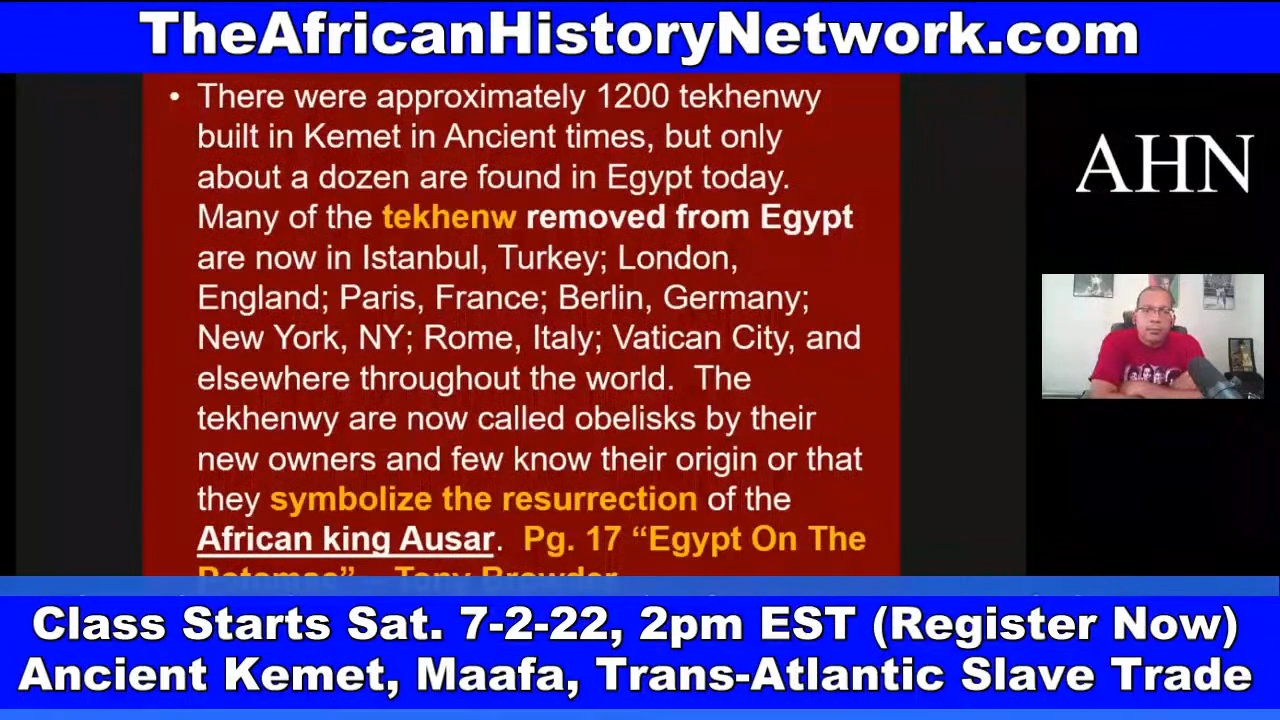 TheAfricanHistoryNetwork.com
• There were approximately 1200 tekhenwy
built in Kemet in Ancient times, but only
about a dozen are found in Egypt today.
Many of the tekhenw removed from Egypt
are now in Istanbul, Turkey; London,
England; Paris, France; Berlin, Germany;
New York, NY; Rome, Italy; Vatican City, and
elsewhere throughout the world. The
tekhenwy are now called obelisks by their
new owners and few know their origin or that
they symbolize the resurrection of the
African king Ausar. Pg. 17 “Egypt On The
Potomac” – Tony Browder
AHN
Class Starts Sat. 7-2-22, 2pm EST (Register Now)
Ancient Kemet, Maafa, Trans-Atlantic Slave Trade